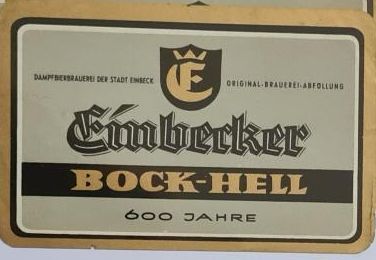 E
DAMPFBIERBRAUEREI DER STADT EINBECK ORIGINAL-BRAUEREI-ABFÜLLUNG
Einbecker
BOCK-HELL
600 JAHRE